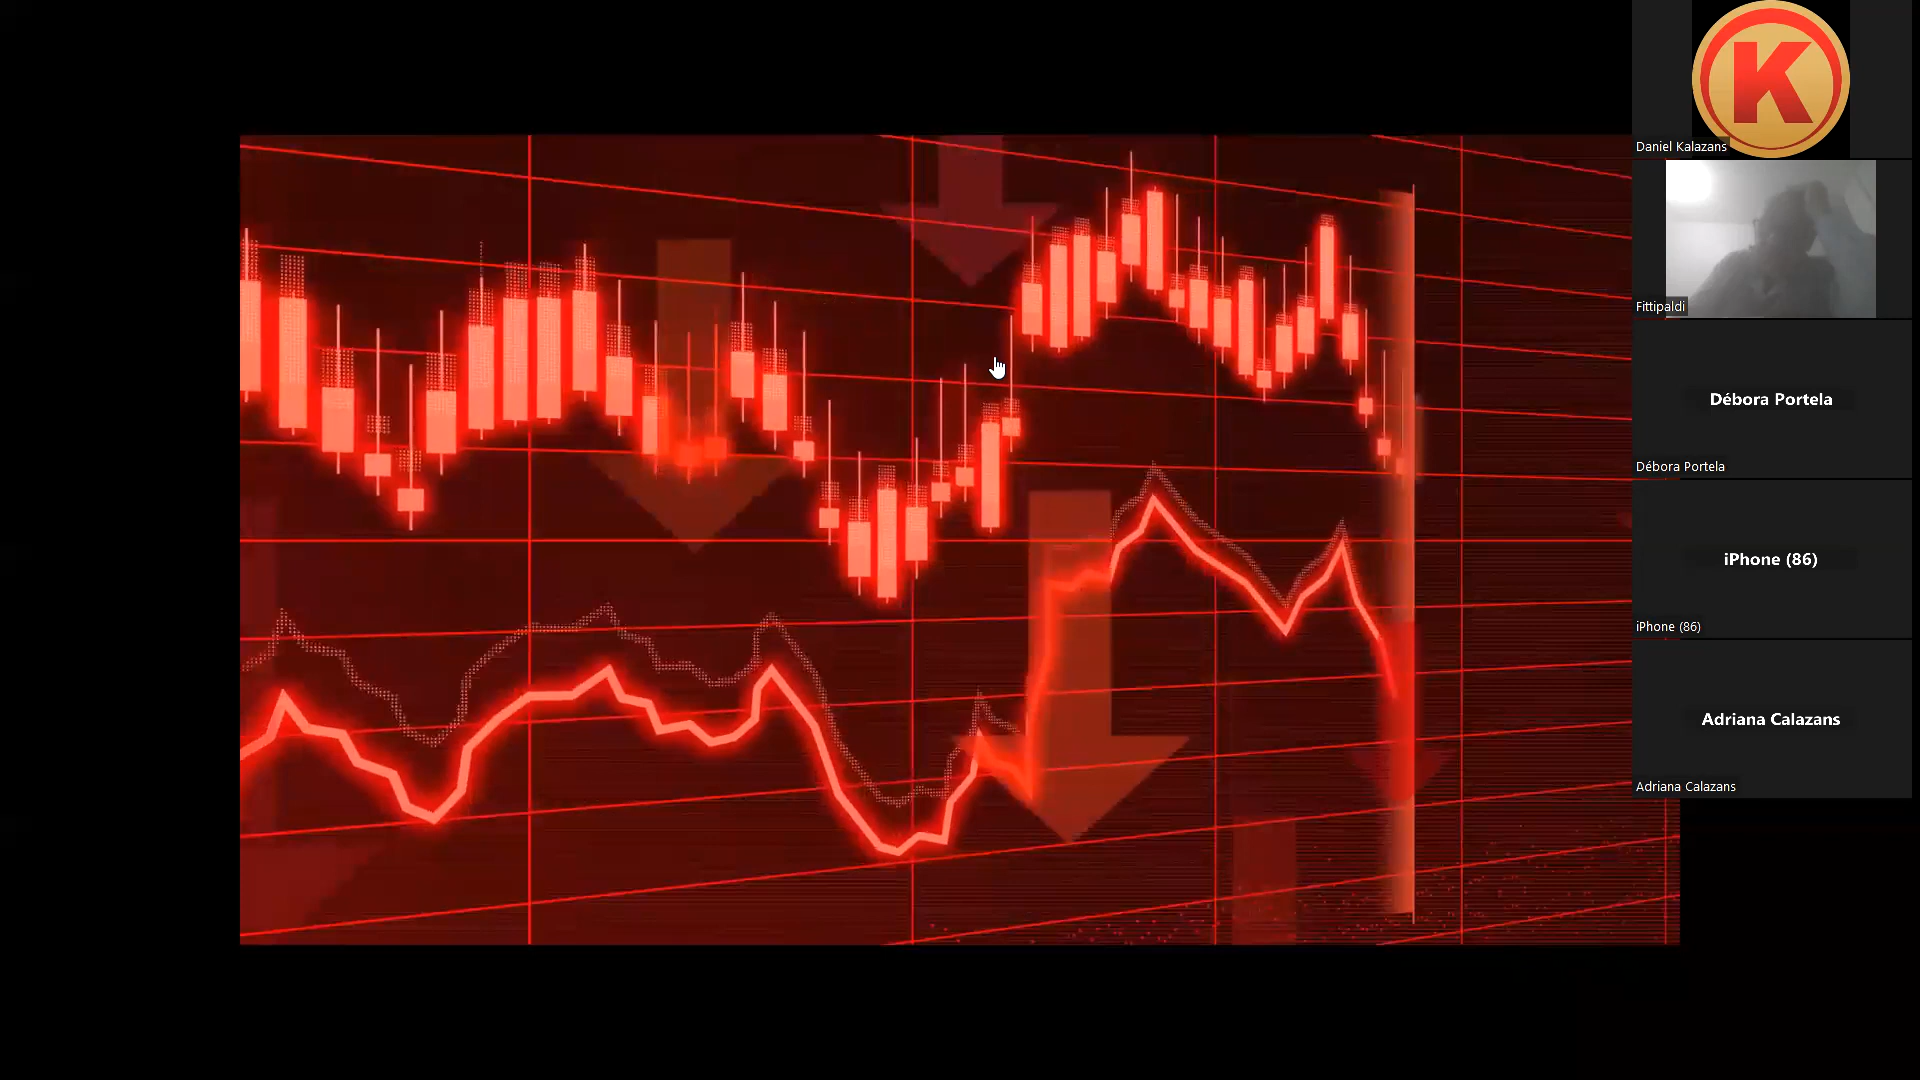 K
Daniel Kalazans
Fittipaldi
Débora Portela
Débora Portela
iPhone (86)
iPhone (86)
Adriana Calazans
Adriana Calazans